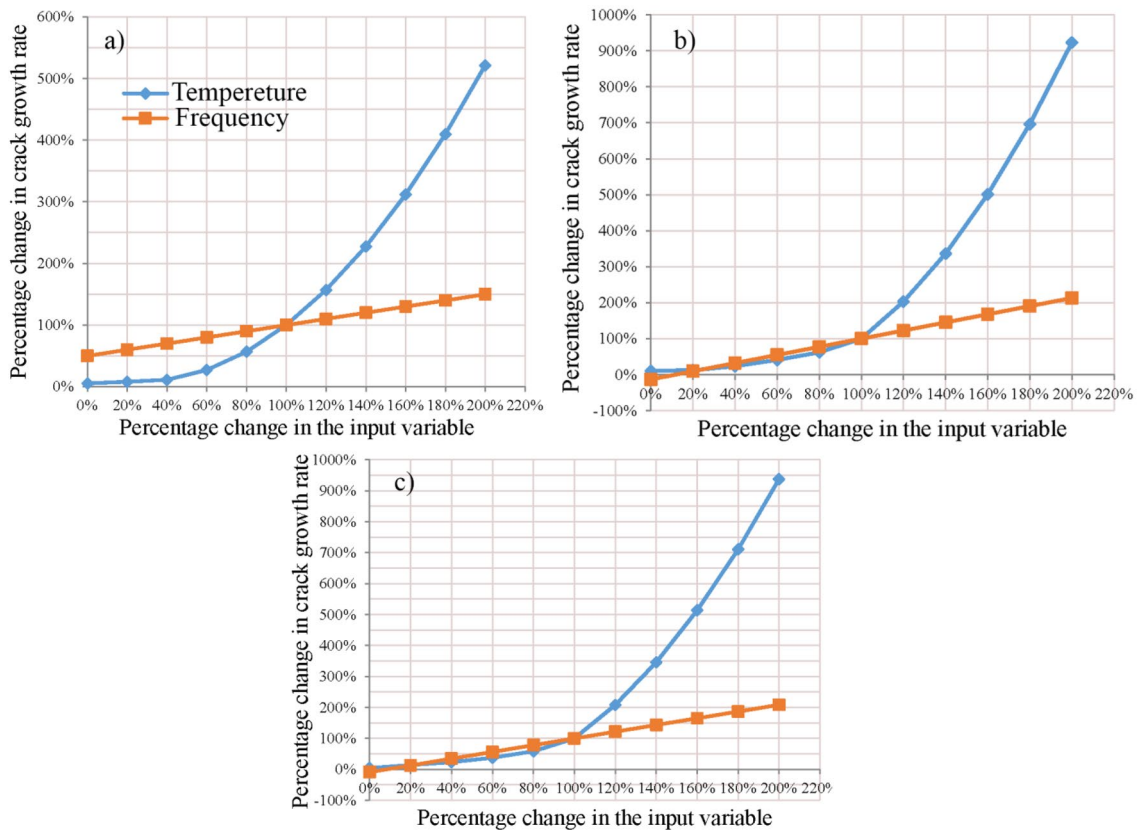 a)
Percentage change in crack growth rate
600%
500%
400%
300%
200%
100%
0%
Tempereture
Frequency
0% 20% 40% 60% 80% 100% 120% 140% 160% 180% 200% 220%
Percentage change in the input variable
b)
Percentage change in crack growth rate
1000%
900%
800%
700%
600%
500%
400%
300%
200%
100%
0%
-100%
0% 20% 40% 60% 80% 100% 120% 140% 160% 180% 200% 220%
Percentage change in the input variable
c)
Percentage change in crack growth rate
1000%
900%
800%
700%
600%
500%
400%
300%
200%
100%
0%
-100%
0% 20% 40% 60% 80% 100% 120% 140% 160% 180% 200% 220%
Percentage change in the input variable